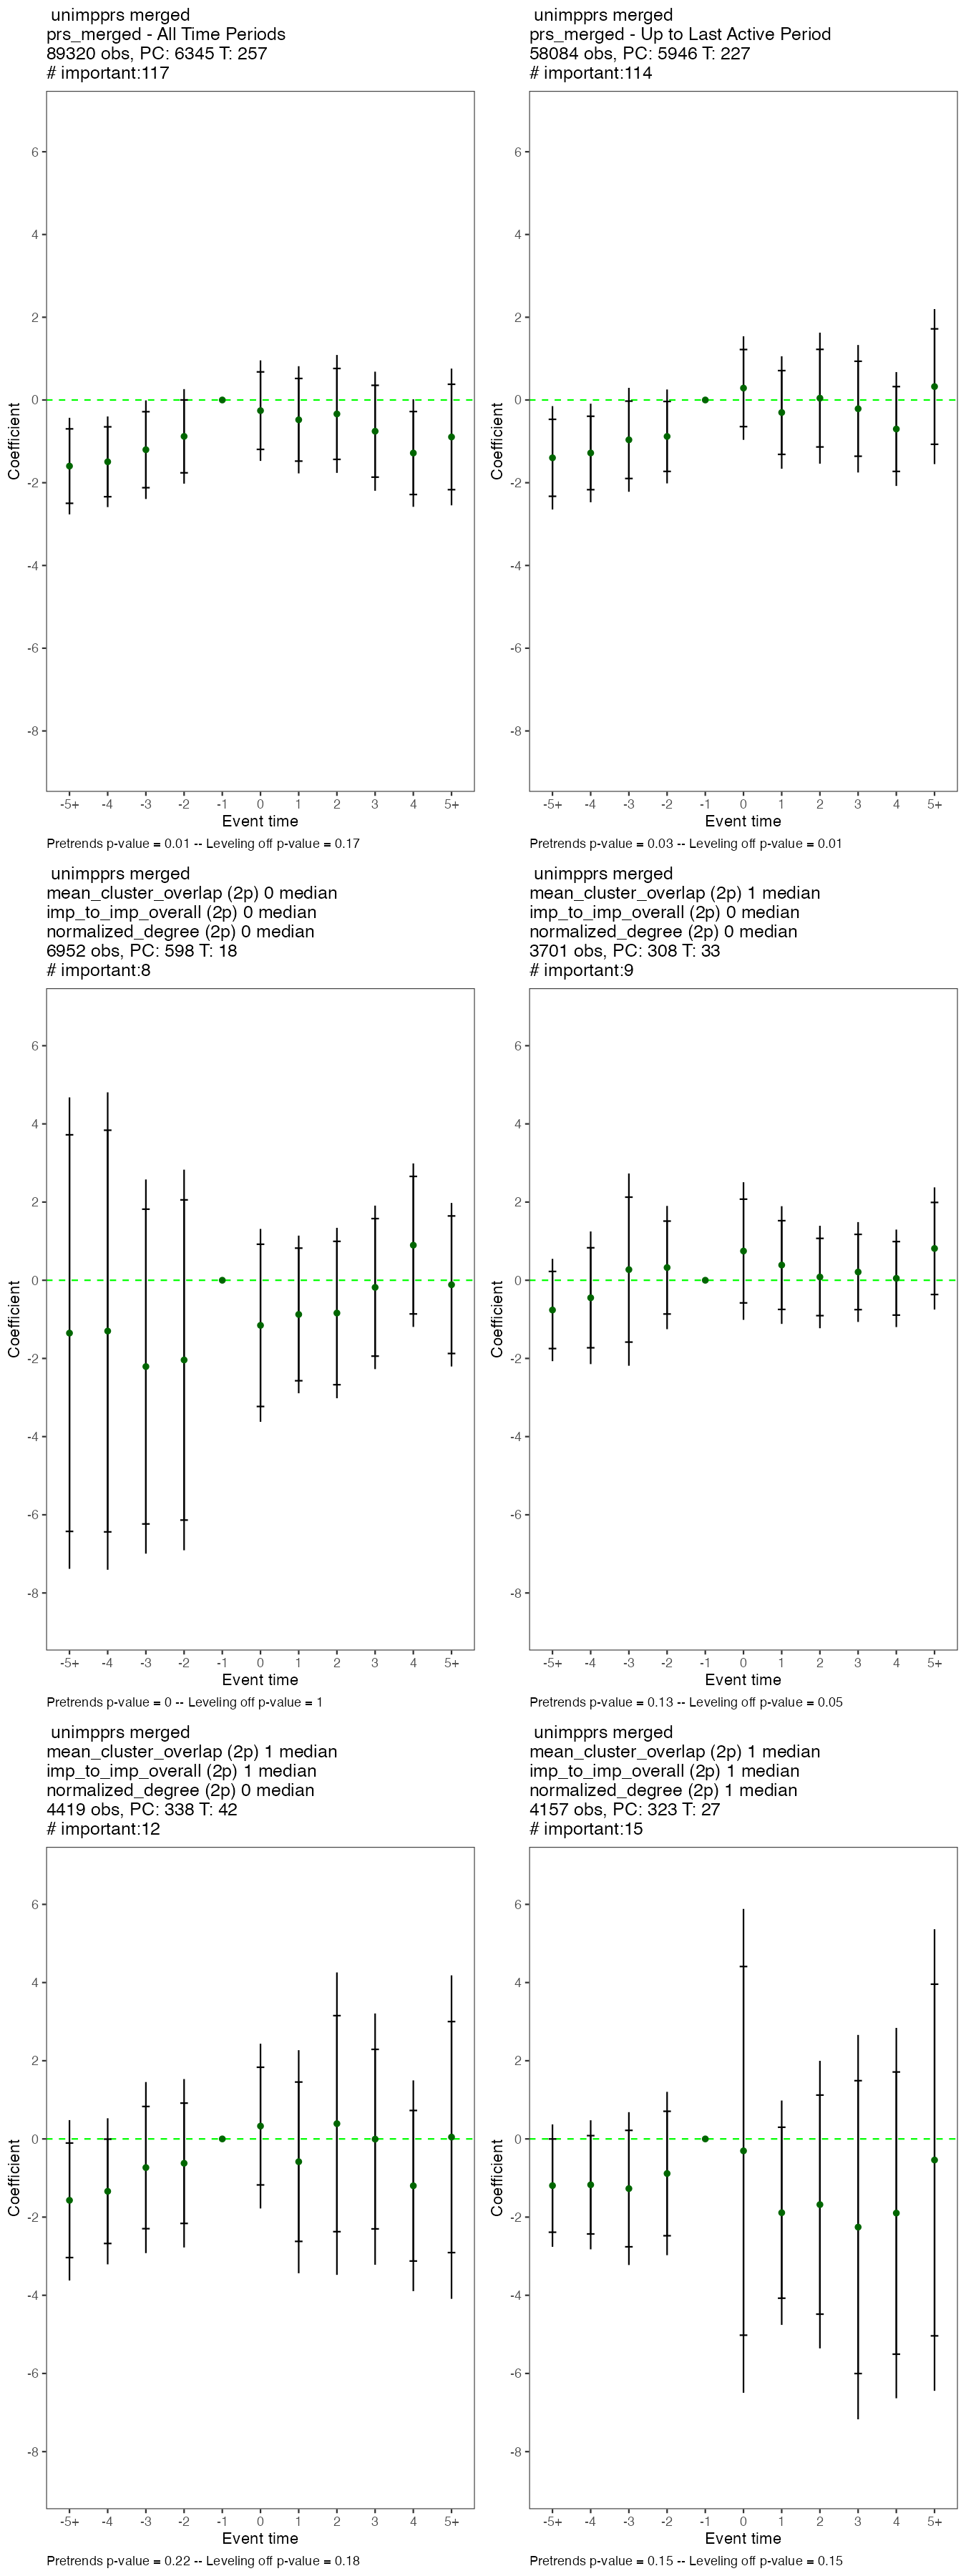 unimpprs merged
prs_merged - All Time Periods
89320 obs, PC: 6345 T: 257
# important:117
Coefficient
6
4
2
0
-2
-4
-6
-8
-5+ -4 -3 -2 -1 0 1 2 3 4 5+
Event time
Pretrends p-value = 0.01 -- Leveling off p-value = 0.17
unimpprs merged
prs_merged - Up to Last Active Period
58084 obs, PC: 5946 T: 227
# important:114
Coefficient
6
4
2
0
-2
-4
-6
-8
-5+ -4 -3 -2 -1 0 1 2 3 4 5+
Event time
Pretrends p-value = 0.03 -- Leveling off p-value = 0.01
unimpprs merged
mean_cluster_overlap (2p) 0 median
imp_to_imp_overall (2p) 0 median
normalized_degree (2p) 0 median
6952 obs, PC: 598 T: 18
# important:8
Coefficient
6
4
2
0
-2
-4
-6
-8
-5+ -4 -3 -2 -1 0 1 2 3 4 5+
Event time
Pretrends p-value = 0 -- Leveling off p-value = 1
unimpprs merged
mean_cluster_overlap (2p) 1 median
imp_to_imp_overall (2p) 0 median
normalized_degree (2p) 0 median
3701 obs, PC: 308 T: 33
# important:9
Coefficient
6
4
2
0
-2
-4
-6
-8
-5+ -4 -3 -2 -1 0 1 2 3 4 5+
Event time
Pretrends p-value = 0.13 -- Leveling off p-value = 0.05
unimpprs merged
mean_cluster_overlap (2p) 1 median
imp_to_imp_overall (2p) 1 median
normalized_degree (2p) 0 median
4419 obs, PC: 338 T: 42
# important:12
Coefficient
6
4
2
0
-2
-4
-6
-8
-5+ -4 -3 -2 -1 0 1 2 3 4 5+
Event time
Pretrends p-value = 0.22 -- Leveling off p-value = 0.18
unimpprs merged
mean_cluster_overlap (2p) 1 median
imp_to_imp_overall (2p) 1 median
normalized_degree (2p) 1 median
4157 obs, PC: 323 T: 27
# important:15
Coefficient
6
4
2
0
-2
-4
-6
-8
-5+ -4 -3 -2 -1 0 1 2 3 4 5+
Event time
Pretrends p-value = 0.15 -- Leveling off p-value = 0.15